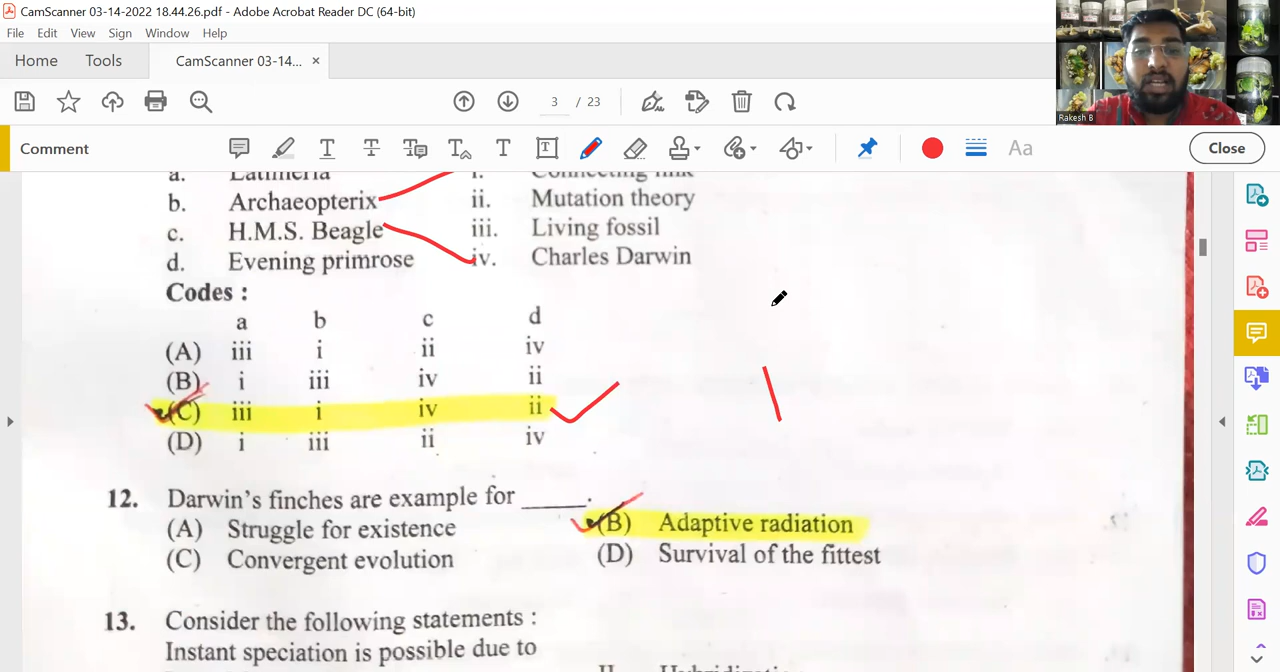 CamScanner 03-14-2022 18.44.26.pdf - Adobe Acrobat Reader DC (64-bit)
File Edit View Sign Window Help
Home Tools CamScanner 03-14... ×
3 / 23
Rakesh B
Comment Aa Close
a. Latimeria i. Connecting link
b. Archaeopterix ii. Mutation theory
c. H.M.S. Beagle iii. Living fossil
d. Evening primrose iv. Charles Darwin
Codes :
a b c d
(A) iii i ii iv
(B) i iii iv ii
(C) iii i iv ii
(D) i iii ii iv
12. Darwin's finches are example for _____.
(A) Struggle for existence (B) Adaptive radiation
(C) Convergent evolution (D) Survival of the fittest
13. Consider the following statements :
Instant speciation is possible due to